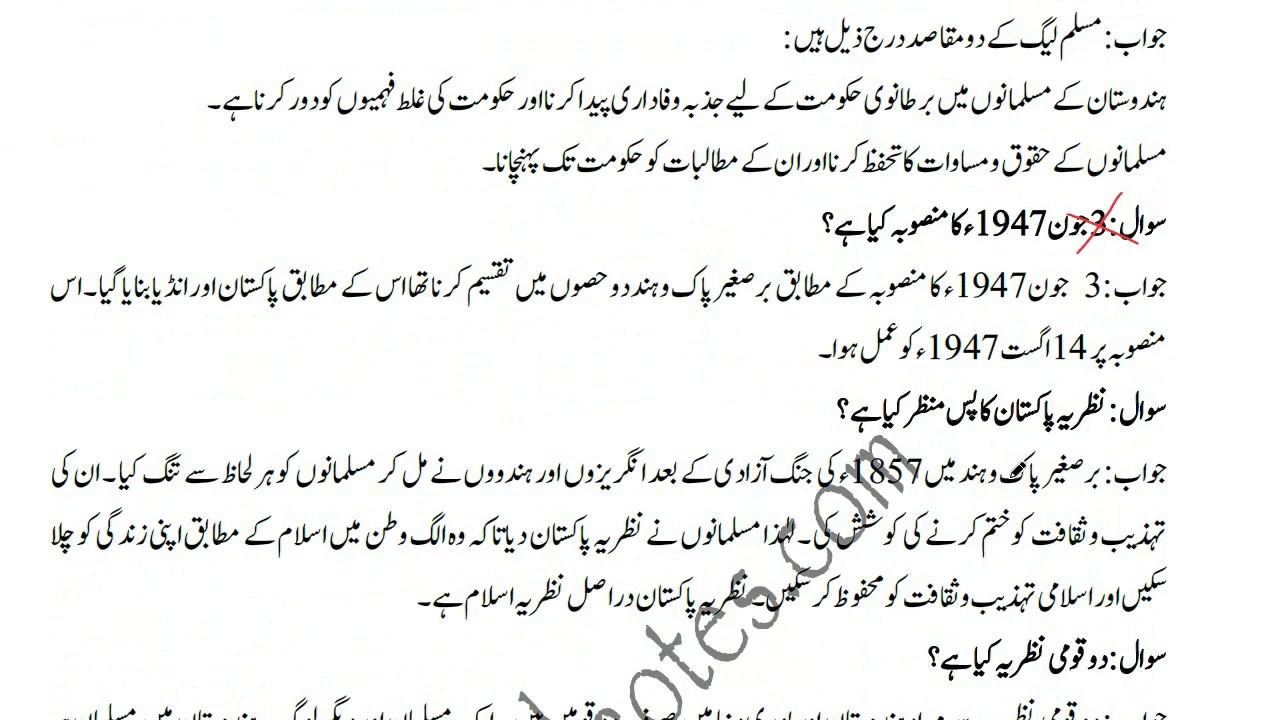 جواب: مسلم لیگ کے دو مقاصد درج ذیل ہیں:
ہندوستان کے مسلمانوں میں برطانوی حکومت کے لیے جذبہ وفاداری پیدا کرنا اور حکومت کی غلط فہمیوں کو دور کرنا ہے۔
مسلمانوں کے حقوق و مساوات کا تحفظ کرنا اور ان کے مطالبات کو حکومت تک پہنچانا۔
سوال: 3 جون 1947ء کا منصوبہ کیا ہے؟
جواب: 3 جون 1947ء کا منصوبہ کے مطابق برصغیر پاک و ہند دو حصوں میں تقسیم کرنا تھا اس کے مطابق پاکستان اور انڈیا بنایا گیا۔ اس
منصوبہ پر 14 اگست 1947ء کو عمل ہوا۔
سوال: نظریہ پاکستان کا پس منظر کیا ہے؟
جواب: برصغیر پاک و ہند میں 1857ء کی جنگ آزادی کے بعد انگریزوں اور ہندووں نے مل کر مسلمانوں کو ہر لحاظ سے تنگ کیا۔ ان کی
تہذیب و ثقافت کو ختم کرنے کی کوشش کی۔ لہٰذا مسلمانوں نے نظریہ پاکستان دیا تاکہ وہ الگ وطن میں اسلام کے مطابق اپنی زندگی کو چلا
سکیں اور اسلامی تہذیب و ثقافت کو محفوظ کر سکیں۔ نظریہ پاکستان دراصل نظریہ اسلام ہے۔
سوال: دو قومی نظریہ کیا ہے؟
notes.com